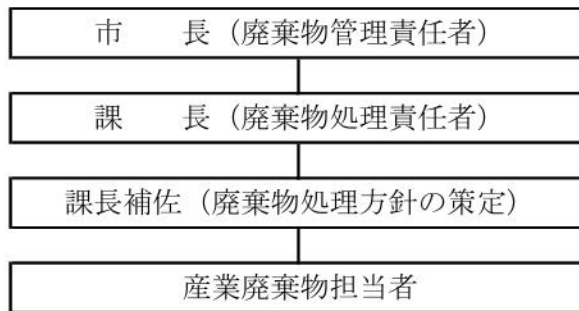 市　　長（廃棄物管理責任者）
課　　長（廃棄物処理責任者）
課長補佐（廃棄物処理方針の策定）
産業廃棄物担当者